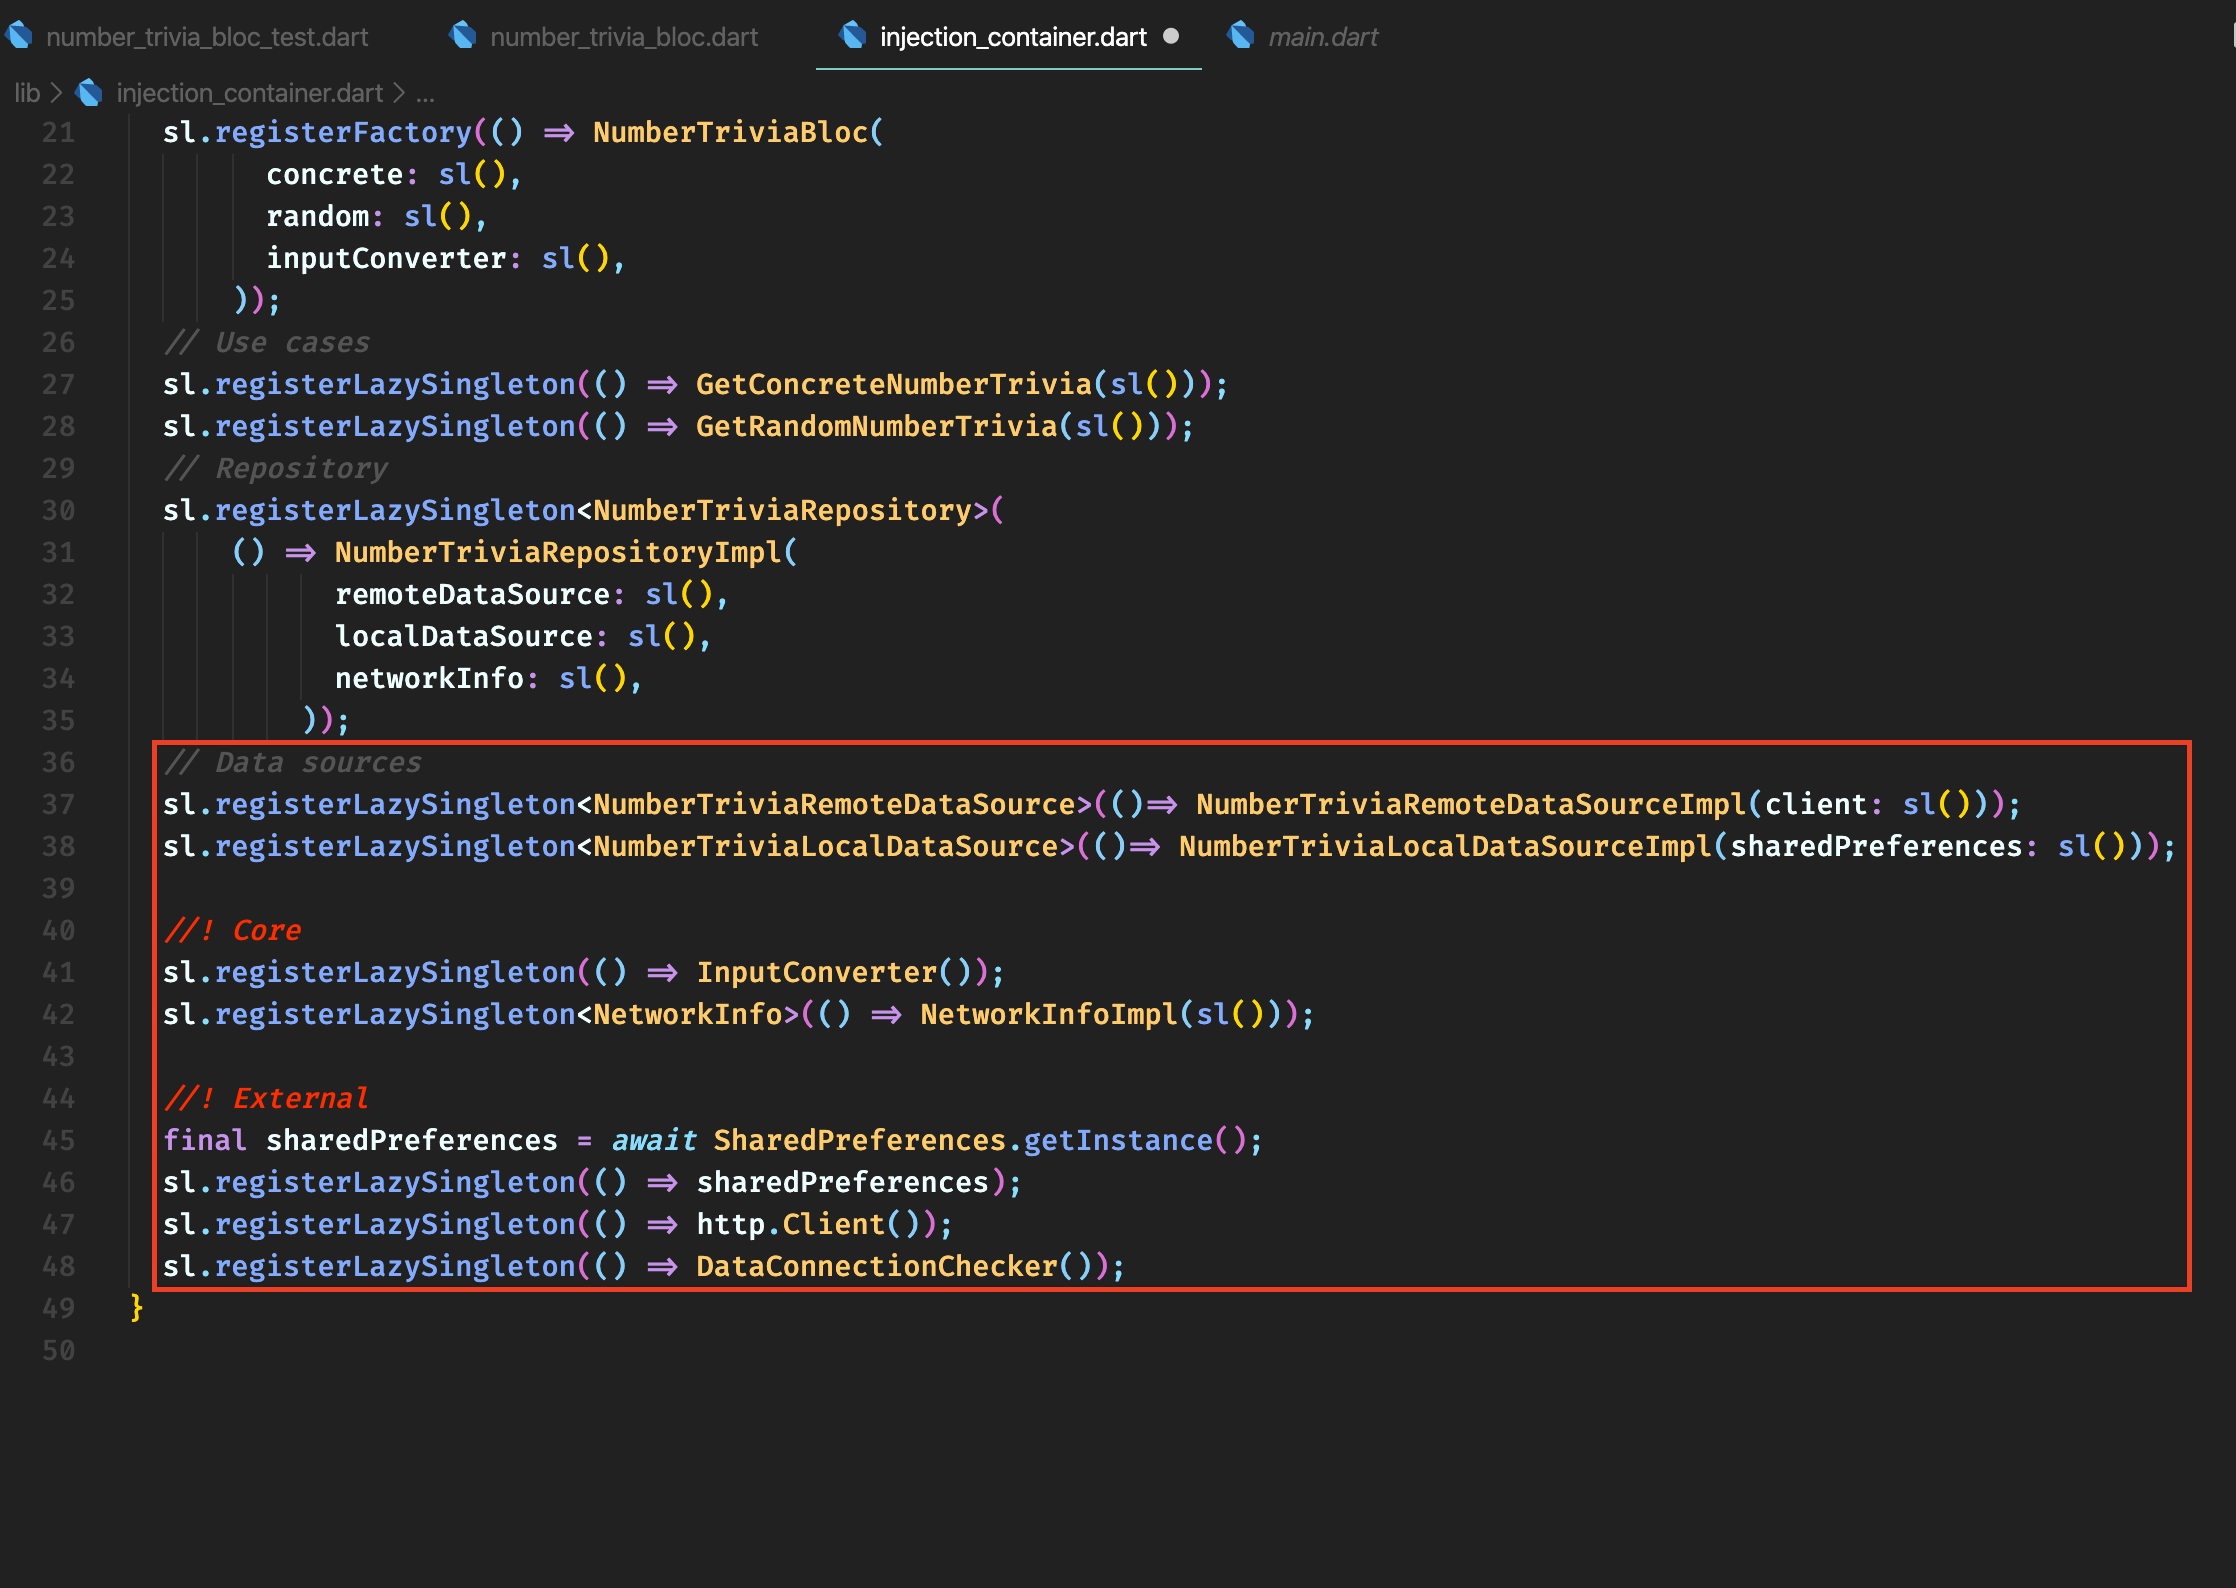 number_trivia_bloc_test.dart number_trivia_bloc.dart injection_container.dart main.dart
lib > injection_container.dart > ...
21 sl.registerFactory(() => NumberTriviaBloc(
22 concrete: sl(),
23 random: sl(),
24 inputConverter: sl(),
25 ));
26 // Use cases
27 sl.registerLazySingleton(() => GetConcreteNumberTrivia(sl()));
28 sl.registerLazySingleton(() => GetRandomNumberTrivia(sl()));
29 // Repository
30 sl.registerLazySingleton<NumberTriviaRepository>(
31 () => NumberTriviaRepositoryImpl(
32 remoteDataSource: sl(),
33 localDataSource: sl(),
34 networkInfo: sl(),
35 ));
36 // Data sources
37 sl.registerLazySingleton<NumberTriviaRemoteDataSource>(()=> NumberTriviaRemoteDataSourceImpl(client: sl()));
38 sl.registerLazySingleton<NumberTriviaLocalDataSource>(()=> NumberTriviaLocalDataSourceImpl(sharedPreferences: sl()));
39
40 //! Core
41 sl.registerLazySingleton(() => InputConverter());
42 sl.registerLazySingleton<NetworkInfo>(() => NetworkInfoImpl(sl()));
43
44 //! External
45 final sharedPreferences = await SharedPreferences.getInstance();
46 sl.registerLazySingleton(() => sharedPreferences);
47 sl.registerLazySingleton(() => http.Client());
48 sl.registerLazySingleton(() => DataConnectionChecker());
49 }
50